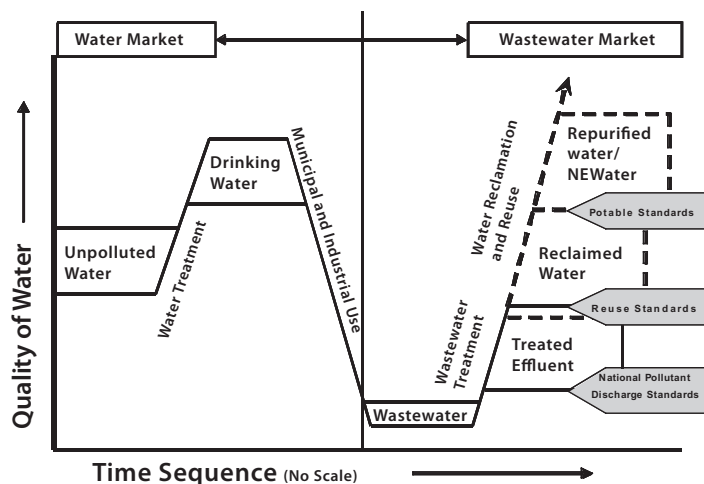 Water Market
Wastewater Market
Quality of Water
Unpolluted
Water
Water Treatment
Drinking
Water
Municipal and Industrial Use
Wastewater
Wastewater
Treatment
Water Reclamation
and Reuse
Repurified
water/
NEWater
Potable Standards
Reclaimed
Water
Reuse Standards
Treated
Effluent
National Pollutant
Discharge Standards
Time Sequence (No Scale)